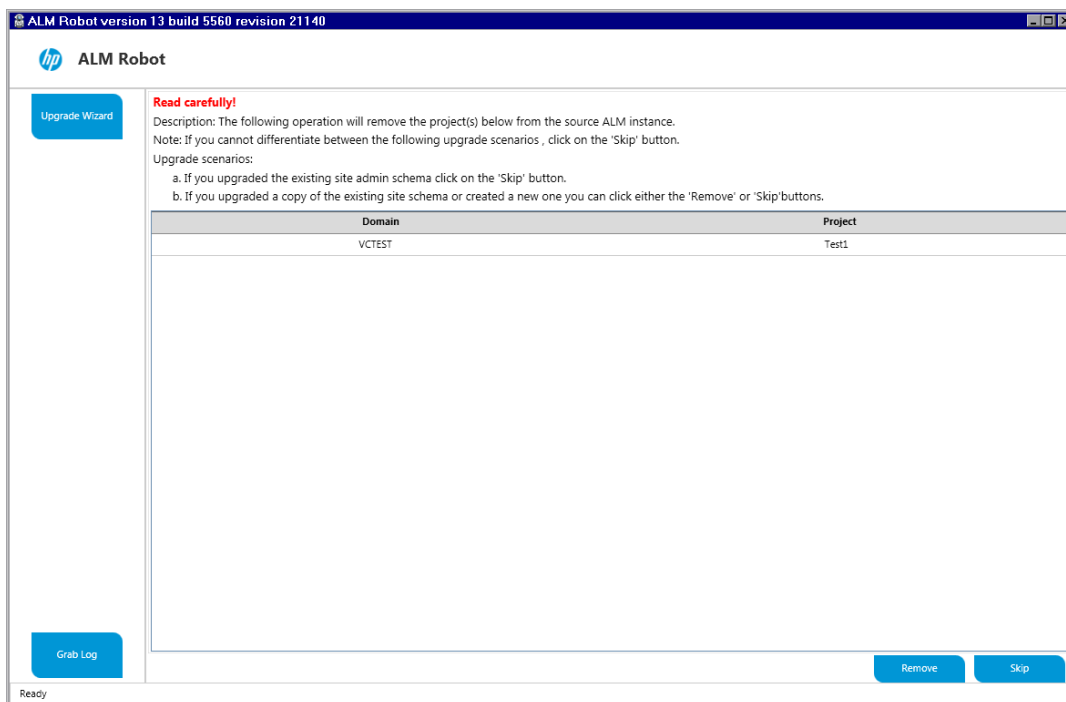 ALM Robot version 13 build 5560 revision 21140
hp ALM Robot
Upgrade Wizard
Read carefully!
Description: The following operation will remove the project(s) below from the source ALM instance.
Note: If you cannot differentiate between the following upgrade scenarios , click on the 'Skip' button.
Upgrade scenarios:
a. If you upgraded the existing site admin schema click on the 'Skip' button.
b. If you upgraded a copy of the existing site schema or created a new one you can click either the 'Remove' or 'Skip'buttons.
Domain Project
VCTEST Test1
Grab Log
Remove Skip
Ready